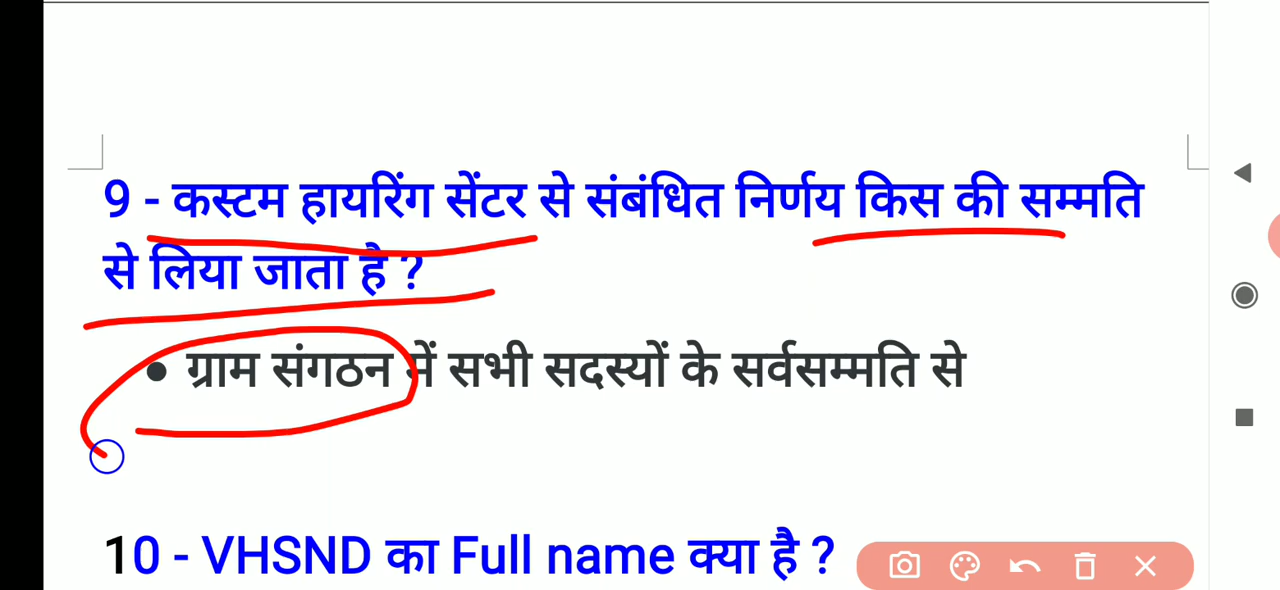 9 - कस्टम हायरिंग सेंटर से संबंधित निर्णय किस की सम्मति
से लिया जाता है ?
• ग्राम संगठन में सभी सदस्यों के सर्वसम्मति से
10 - VHSND का Full name क्या है ?